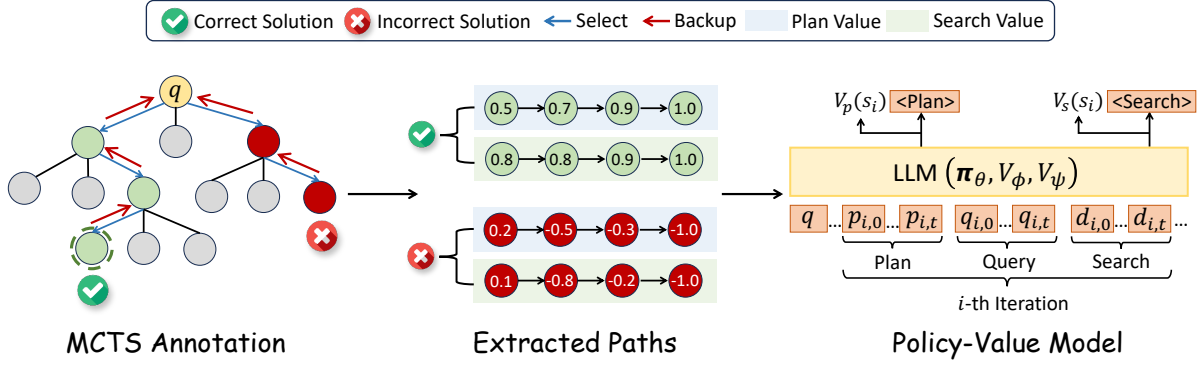 Correct Solution Incorrect Solution Select Backup Plan Value Search Value
q
0.5 0.7 0.9 1.0
0.8 0.8 0.9 1.0
0.2 -0.5 -0.3 -1.0
0.1 -0.8 -0.2 -1.0
V_p(s_i) <Plan> V_s(s_i) <Search>
LLM (π_θ, V_ϕ, V_ψ)
q ... p_{i,0} ... p_{i,t} q_{i,0} ... q_{i,t} d_{i,0} ... d_{i,t} ...
Plan Query Search
i-th Iteration
MCTS Annotation Extracted Paths Policy-Value Model